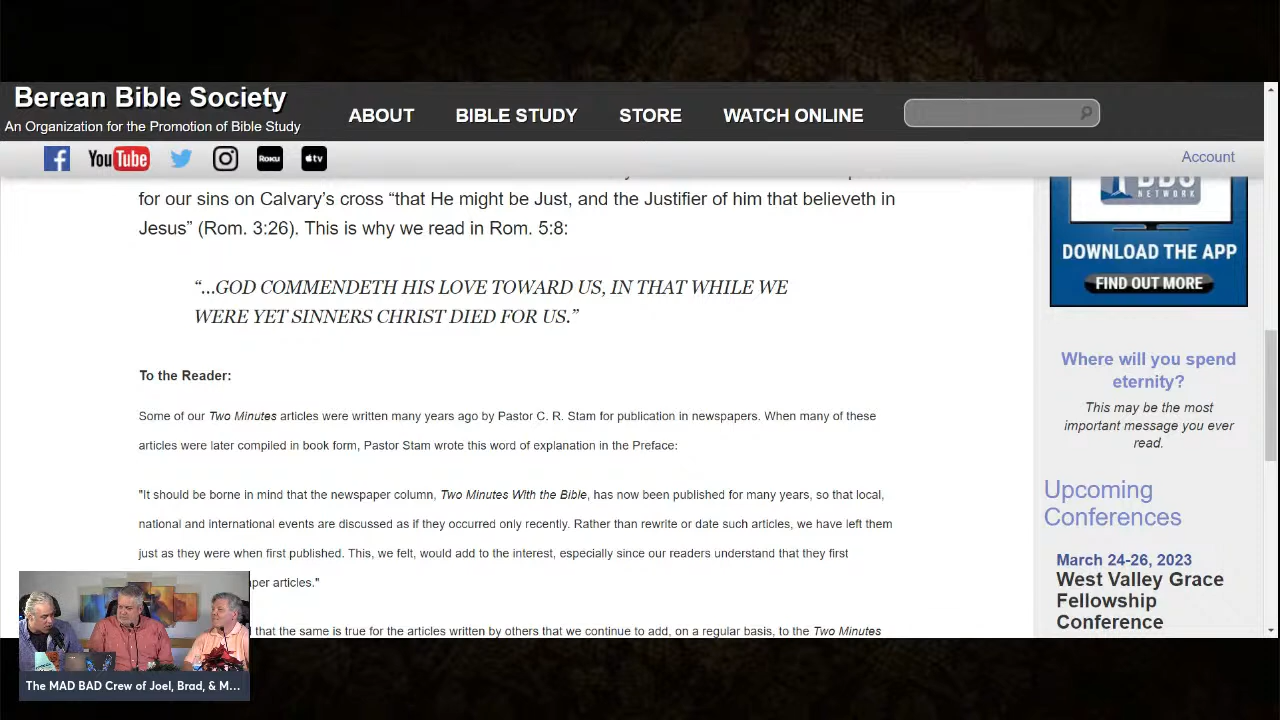 Berean Bible Society
An Organization for the Promotion of Bible Study
ABOUT
BIBLE STUDY
STORE
WATCH ONLINE
YouTube
Roku
tv
Account
for our sins on Calvary’s cross “that He might be Just, and the Justifier of him that believeth in
Jesus” (Rom. 3:26). This is why we read in Rom. 5:8:
“…GOD COMMENDETH HIS LOVE TOWARD US, IN THAT WHILE WE
WERE YET SINNERS CHRIST DIED FOR US.”
To the Reader:
Some of our Two Minutes articles were written many years ago by Pastor C. R. Stam for publication in newspapers. When many of these
articles were later compiled in book form, Pastor Stam wrote this word of explanation in the Preface:
"It should be borne in mind that the newspaper column, Two Minutes With the Bible, has now been published for many years, so that local,
national and international events are discussed as if they occurred only recently. Rather than rewrite or date such articles, we have left them
just as they were when first published. This, we felt, would add to the interest, especially since our readers understand that they first
per articles."
that the same is true for the articles written by others that we continue to add, on a regular basis, to the Two Minutes
NETWORK
DOWNLOAD THE APP
FIND OUT MORE
Where will you spend
eternity?
This may be the most
important message you ever
read.
Upcoming
Conferences
March 24-26, 2023
West Valley Grace
Fellowship
Conference
The MAD BAD Crew of Joel, Brad, & M...